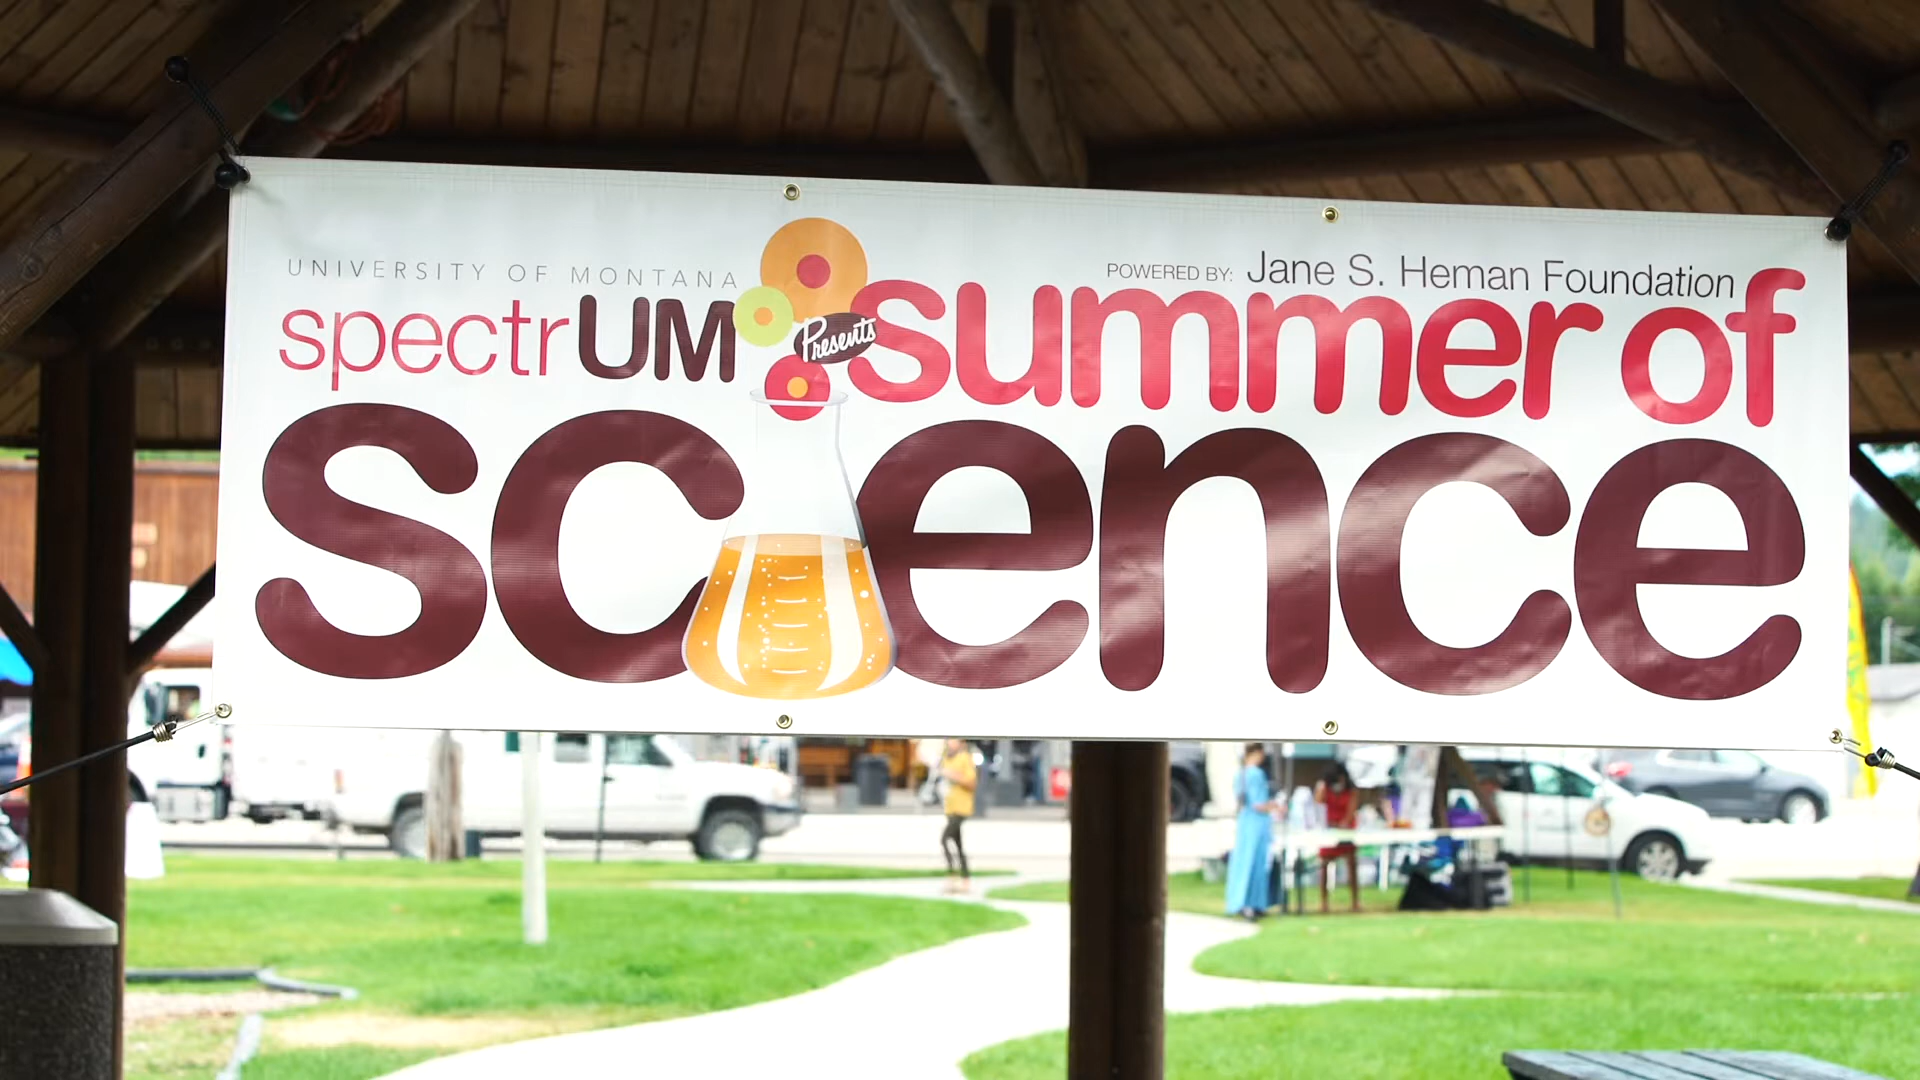 UNIVERSITY OF MONTANA
spectrUM
Presents
POWERED BY: Jane S. Heman Foundation
summer of
science